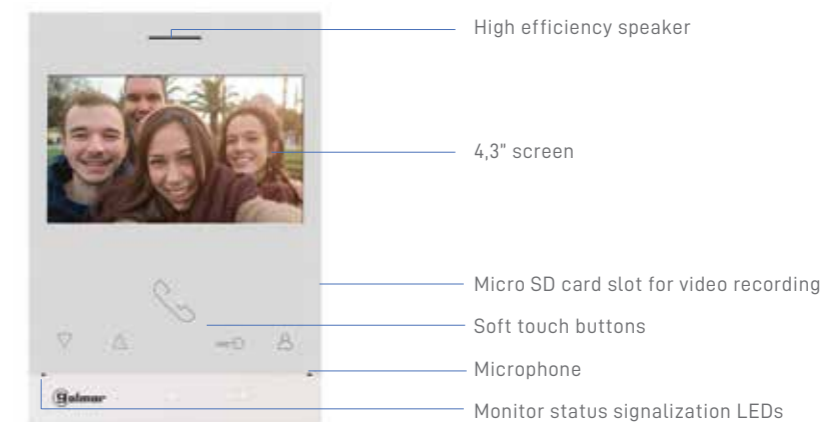 High efficiency speaker
4,3" screen
Micro SD card slot for video recording
Soft touch buttons
Microphone
Golmar
Monitor status signalization LEDs